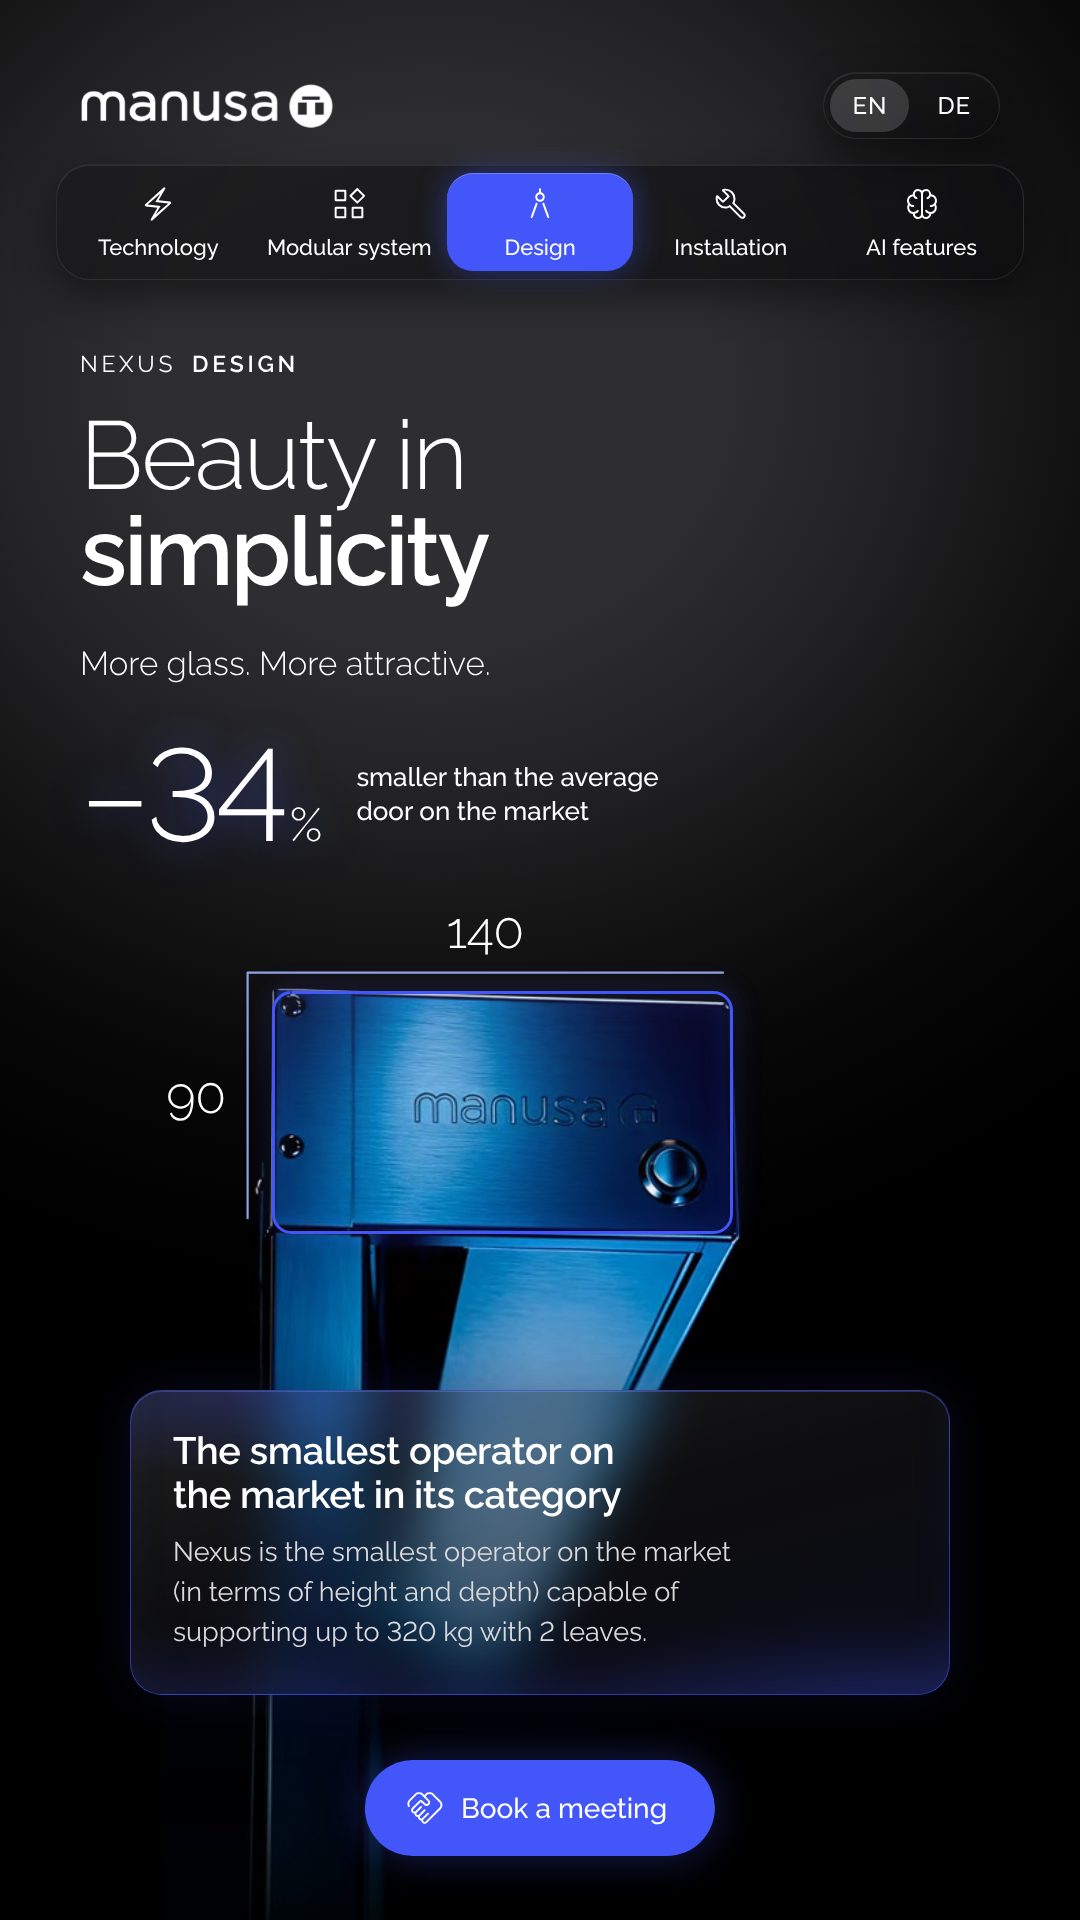 manusa
EN DE
Technology Modular system Design Installation AI features
NEXUS DESIGN
Beauty in
simplicity
More glass. More attractive.
–34%
smaller than the average
door on the market
140
90
manusa
The smallest operator on
the market in its category
Nexus is the smallest operator on the market
(in terms of height and depth) capable of
supporting up to 320 kg with 2 leaves.
Book a meeting